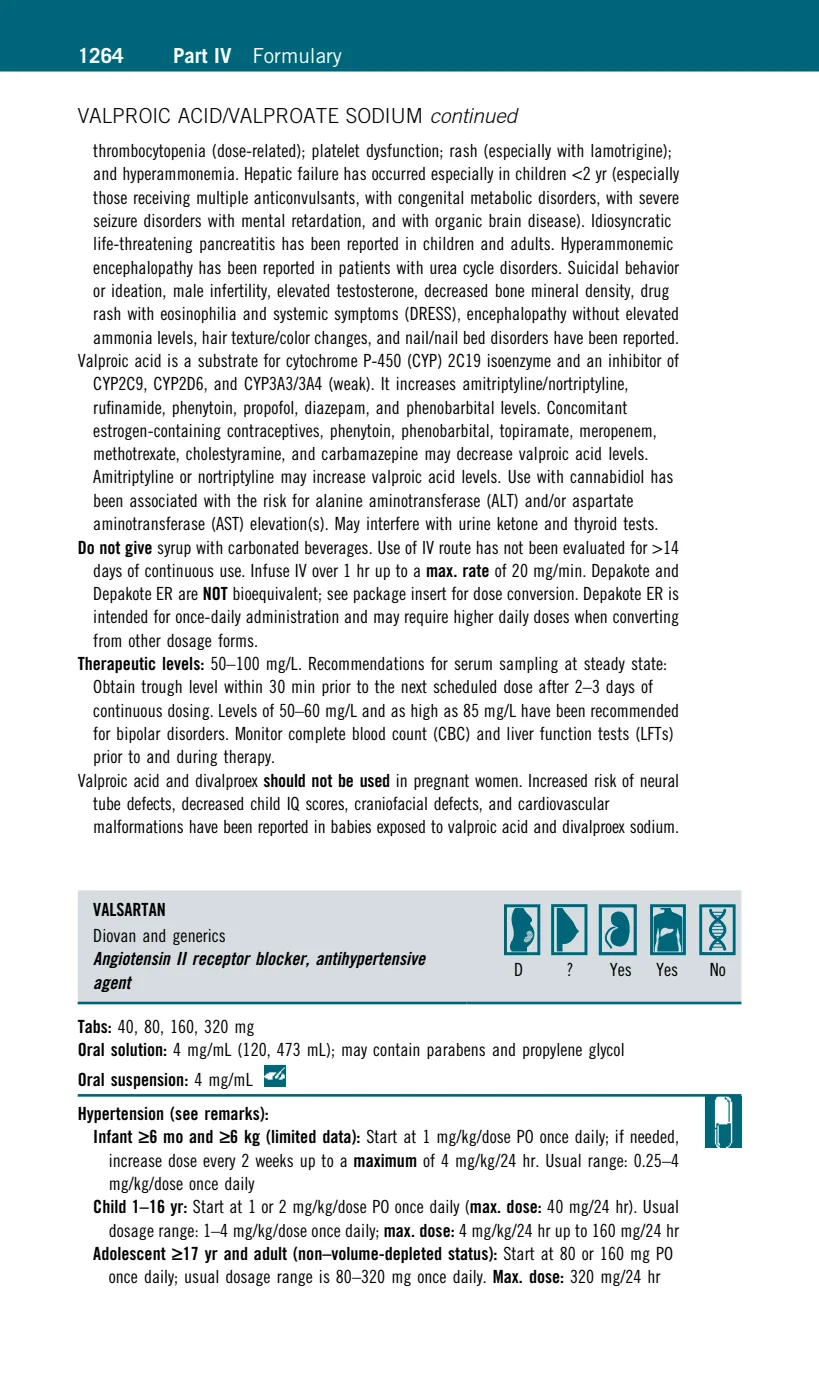 1264 Part IV Formulary
VALPROIC ACID/VALPROATE SODIUM continued
thrombocytopenia (dose-related); platelet dysfunction; rash (especially with lamotrigine);
and hyperammonemia. Hepatic failure has occurred especially in children <2 yr (especially
those receiving multiple anticonvulsants, with congenital metabolic disorders, with severe
seizure disorders with mental retardation, and with organic brain disease). Idiosyncratic
life-threatening pancreatitis has been reported in children and adults. Hyperammonemic
encephalopathy has been reported in patients with urea cycle disorders. Suicidal behavior
or ideation, male infertility, elevated testosterone, decreased bone mineral density, drug
rash with eosinophilia and systemic symptoms (DRESS), encephalopathy without elevated
ammonia levels, hair texture/color changes, and nail/nail bed disorders have been reported.
Valproic acid is a substrate for cytochrome P-450 (CYP) 2C19 isoenzyme and an inhibitor of
CYP2C9, CYP2D6, and CYP3A3/3A4 (weak). It increases amitriptyline/nortriptyline,
rufinamide, phenytoin, propofol, diazepam, and phenobarbital levels. Concomitant
estrogen-containing contraceptives, phenytoin, phenobarbital, topiramate, meropenem,
methotrexate, cholestyramine, and carbamazepine may decrease valproic acid levels.
Amitriptyline or nortriptyline may increase valproic acid levels. Use with cannabidiol has
been associated with the risk for alanine aminotransferase (ALT) and/or aspartate
aminotransferase (AST) elevation(s). May interfere with urine ketone and thyroid tests.
Do not give syrup with carbonated beverages. Use of IV route has not been evaluated for >14
days of continuous use. Infuse IV over 1 hr up to a max. rate of 20 mg/min. Depakote and
Depakote ER are NOT bioequivalent; see package insert for dose conversion. Depakote ER is
intended for once-daily administration and may require higher daily doses when converting
from other dosage forms.
Therapeutic levels: 50–100 mg/L. Recommendations for serum sampling at steady state:
Obtain trough level within 30 min prior to the next scheduled dose after 2–3 days of
continuous dosing. Levels of 50–60 mg/L and as high as 85 mg/L have been recommended
for bipolar disorders. Monitor complete blood count (CBC) and liver function tests (LFTs)
prior to and during therapy.
Valproic acid and divalproex should not be used in pregnant women. Increased risk of neural
tube defects, decreased child IQ scores, craniofacial defects, and cardiovascular
malformations have been reported in babies exposed to valproic acid and divalproex sodium.
VALSARTAN
Diovan and generics
Angiotensin II receptor blocker, antihypertensive
agent
D ? Yes Yes No
Tabs: 40, 80, 160, 320 mg
Oral solution: 4 mg/mL (120, 473 mL); may contain parabens and propylene glycol
Oral suspension: 4 mg/mL
Hypertension (see remarks):
Infant ≥6 mo and ≥6 kg (limited data): Start at 1 mg/kg/dose PO once daily; if needed,
increase dose every 2 weeks up to a maximum of 4 mg/kg/24 hr. Usual range: 0.25–4
mg/kg/dose once daily
Child 1–16 yr: Start at 1 or 2 mg/kg/dose PO once daily (max. dose: 40 mg/24 hr). Usual
dosage range: 1–4 mg/kg/dose once daily; max. dose: 4 mg/kg/24 hr up to 160 mg/24 hr
Adolescent ≥17 yr and adult (non–volume-depleted status): Start at 80 or 160 mg PO
once daily; usual dosage range is 80–320 mg once daily. Max. dose: 320 mg/24 hr